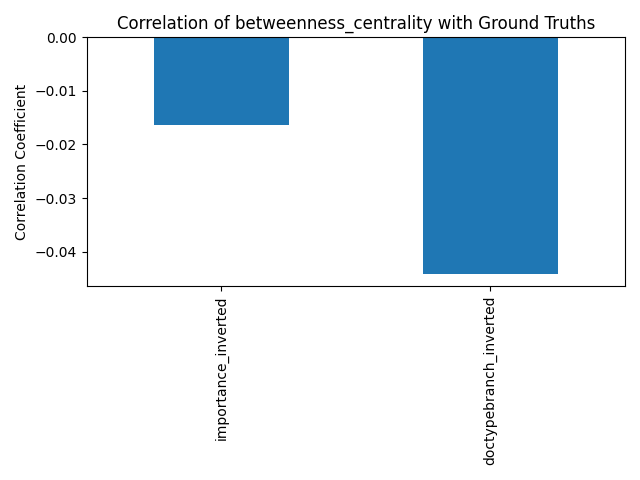 Correlation of betweenness_centrality with Ground Truths
Correlation Coefficient
0.00
−0.01
−0.02
−0.03
−0.04
importance_inverted
doctypebranch_inverted